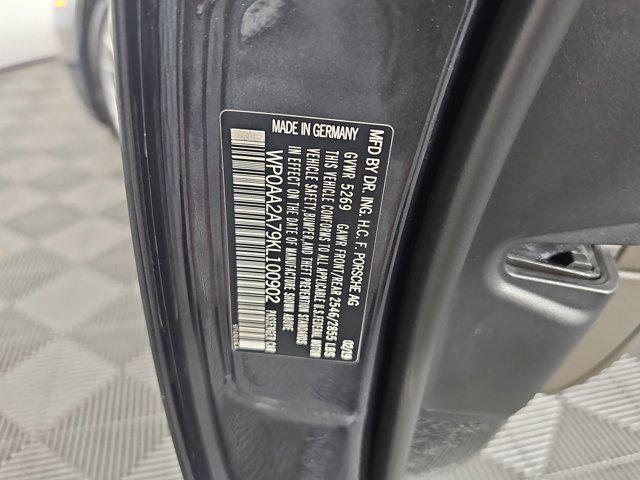 MFD BY DR. ING. H.C. F. PORSCHE AG
GVWR 5269 GAWR FRONT/REAR 2546/2855 LBS 02/19
THIS VEHICLE CONFORMS TO ALL APPLICABLE U.S. FEDERAL MOTOR
VEHICLE SAFETY, BUMPER, AND THEFT PREVENTION STANDARDS
IN EFFECT ON THE DATE OF MANUFACTURE SHOWN ABOVE
WP0AA2A79KL100902 PASSENGER CAR
MADE IN GERMANY